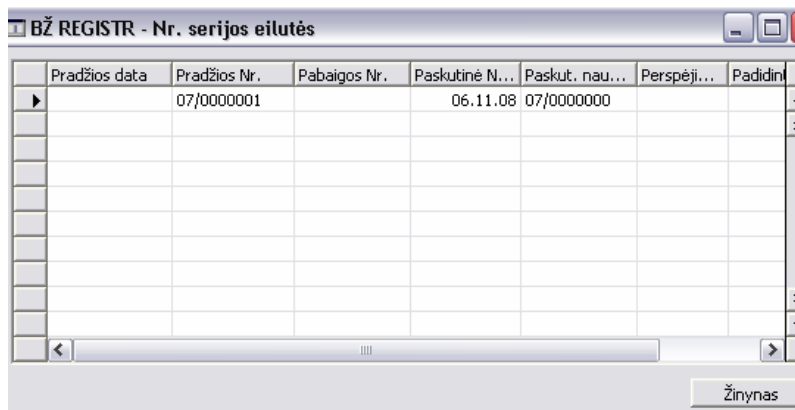 BŽ REGISTR - Nr. serijos eilutės
Pradžios data Pradžios Nr. Pabaigos Nr. Paskutinė N... Paskut. nau... Perspėji... Padidinl
07/0000001 06.11.08 07/0000000
Žinynas